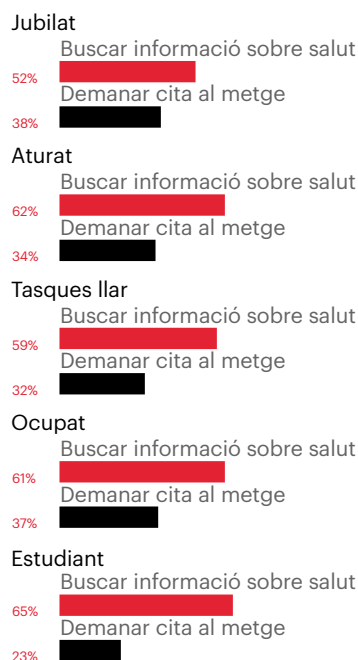 Jubilat
Buscar informació sobre salut
52%
Demanar cita al metge
38%
Aturat
Buscar informació sobre salut
62%
Demanar cita al metge
34%
Tasques llar
Buscar informació sobre salut
59%
Demanar cita al metge
32%
Ocupat
Buscar informació sobre salut
61%
Demanar cita al metge
37%
Estudiant
Buscar informació sobre salut
65%
Demanar cita al metge
23%